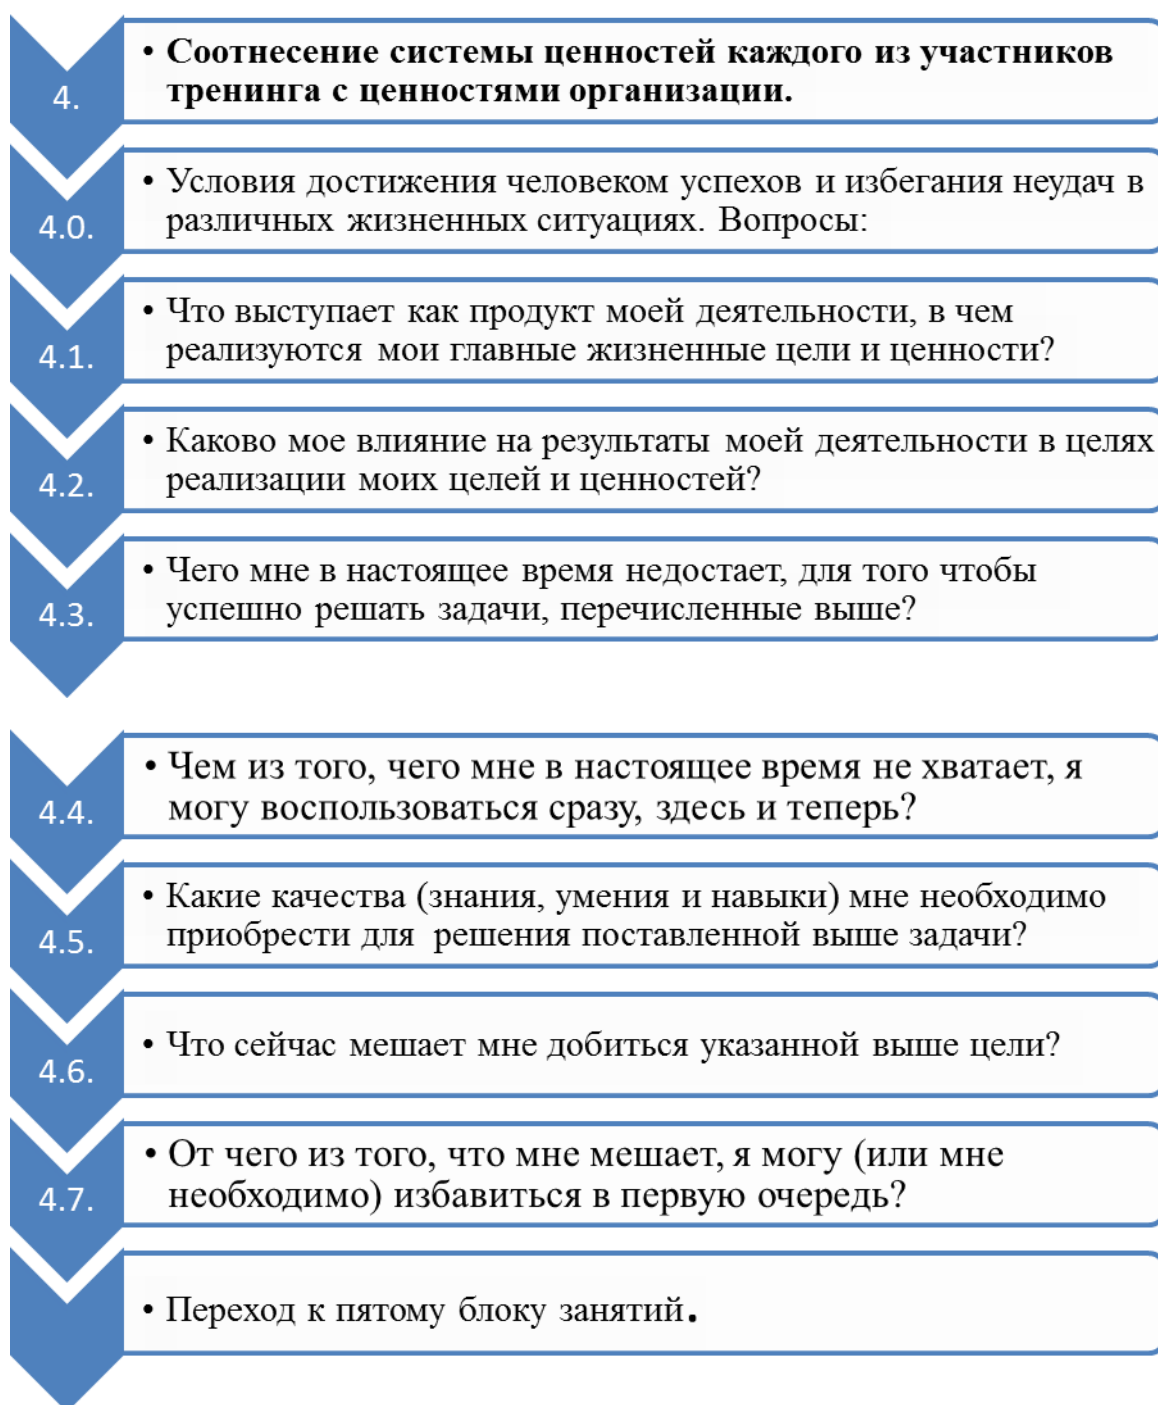 4.
• Соотнесение системы ценностей каждого из участников
тренинга с ценностями организации.
4.0.
• Условия достижения человеком успехов и избегания неудач в
различных жизненных ситуациях. Вопросы:
4.1.
• Что выступает как продукт моей деятельности, в чем
реализуются мои главные жизненные цели и ценности?
4.2.
• Каково мое влияние на результаты моей деятельности в целях
реализации моих целей и ценностей?
4.3.
• Чего мне в настоящее время недостает, для того чтобы
успешно решать задачи, перечисленные выше?
4.4.
• Чем из того, чего мне в настоящее время не хватает, я
могу воспользоваться сразу, здесь и теперь?
4.5.
• Какие качества (знания, умения и навыки) мне необходимо
приобрести для решения поставленной выше задачи?
4.6.
• Что сейчас мешает мне добиться указанной выше цели?
4.7.
• От чего из того, что мне мешает, я могу (или мне
необходимо) избавиться в первую очередь?
• Переход к пятому блоку занятий.